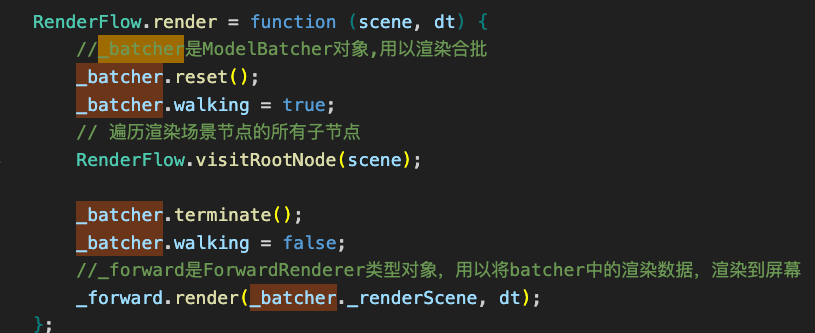 RenderFlow.render = function (scene, dt) {
//_batcher是ModelBatcher对象,用以渲染合批
_batcher.reset();
_batcher.walking = true;
// 遍历渲染场景节点的所有子节点
RenderFlow.visitRootNode(scene);
_batcher.terminate();
_batcher.walking = false;
//_forward是ForwardRenderer类型对象，用以将batcher中的渲染数据，渲染到屏幕
_forward.render(_batcher._renderScene, dt);
};